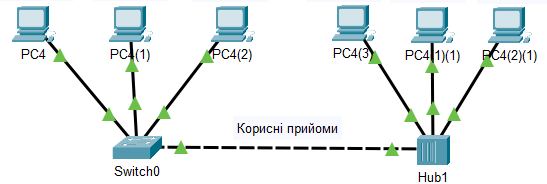 PC4
PC4(1)
PC4(2)
PC4(3)
PC4(1)(1)
PC4(2)(1)
Корисні прийоми
Switch0
Hub1